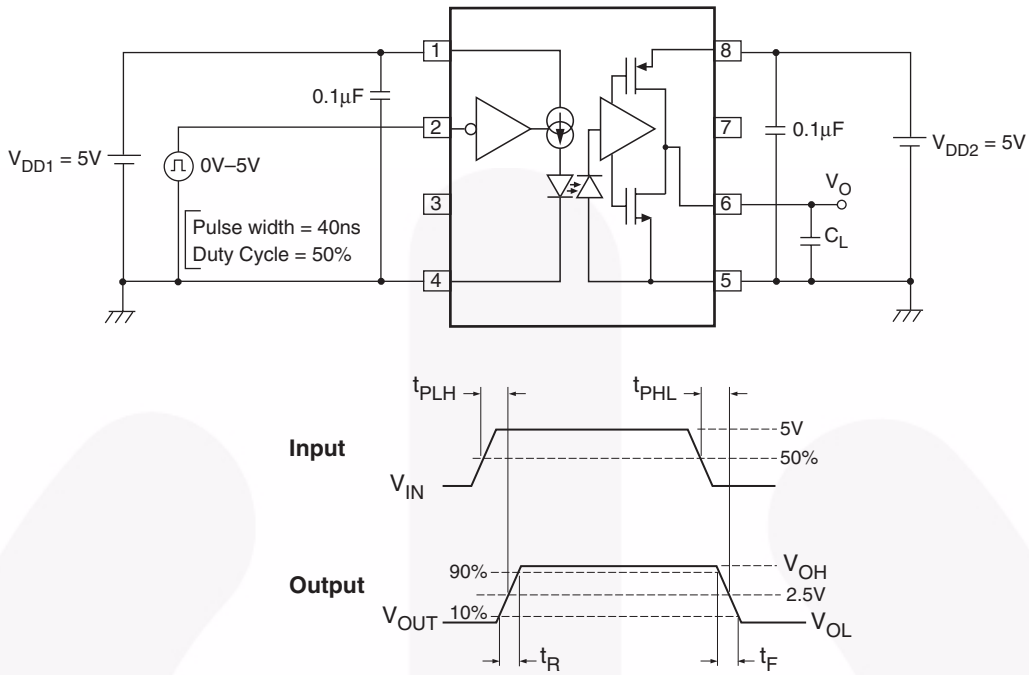 1
8
0.1μF
2
7
0.1μF
V_DD1 = 5V
0V–5V
V_DD2 = 5V
3
6
V_O
Pulse width = 40ns
Duty Cycle = 50%
C_L
4
5
t_PLH
t_PHL
Input
5V
50%
V_IN
Output
90%
V_OH
2.5V
V_OUT
10%
V_OL
t_R
t_F